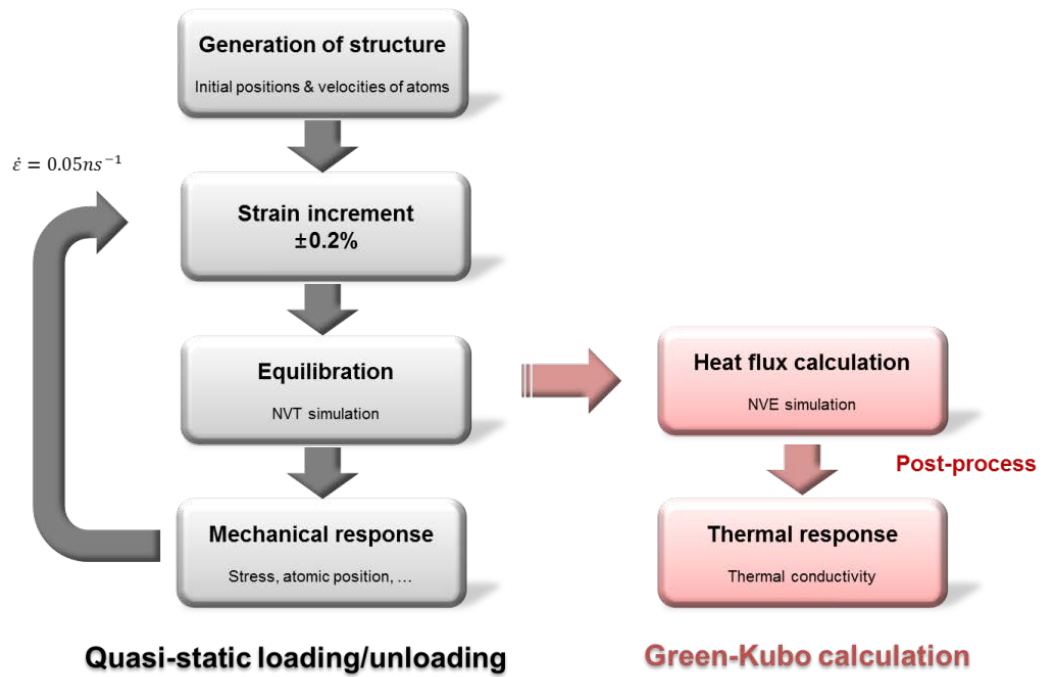 Generation of structure
Initial positions & velocities of atoms
ε̇ = 0.05ns⁻¹
Strain increment
±0.2%
Equilibration
NVT simulation
Mechanical response
Stress, atomic position, …
Quasi-static loading/unloading
Heat flux calculation
NVE simulation
Post-process
Thermal response
Thermal conductivity
Green-Kubo calculation